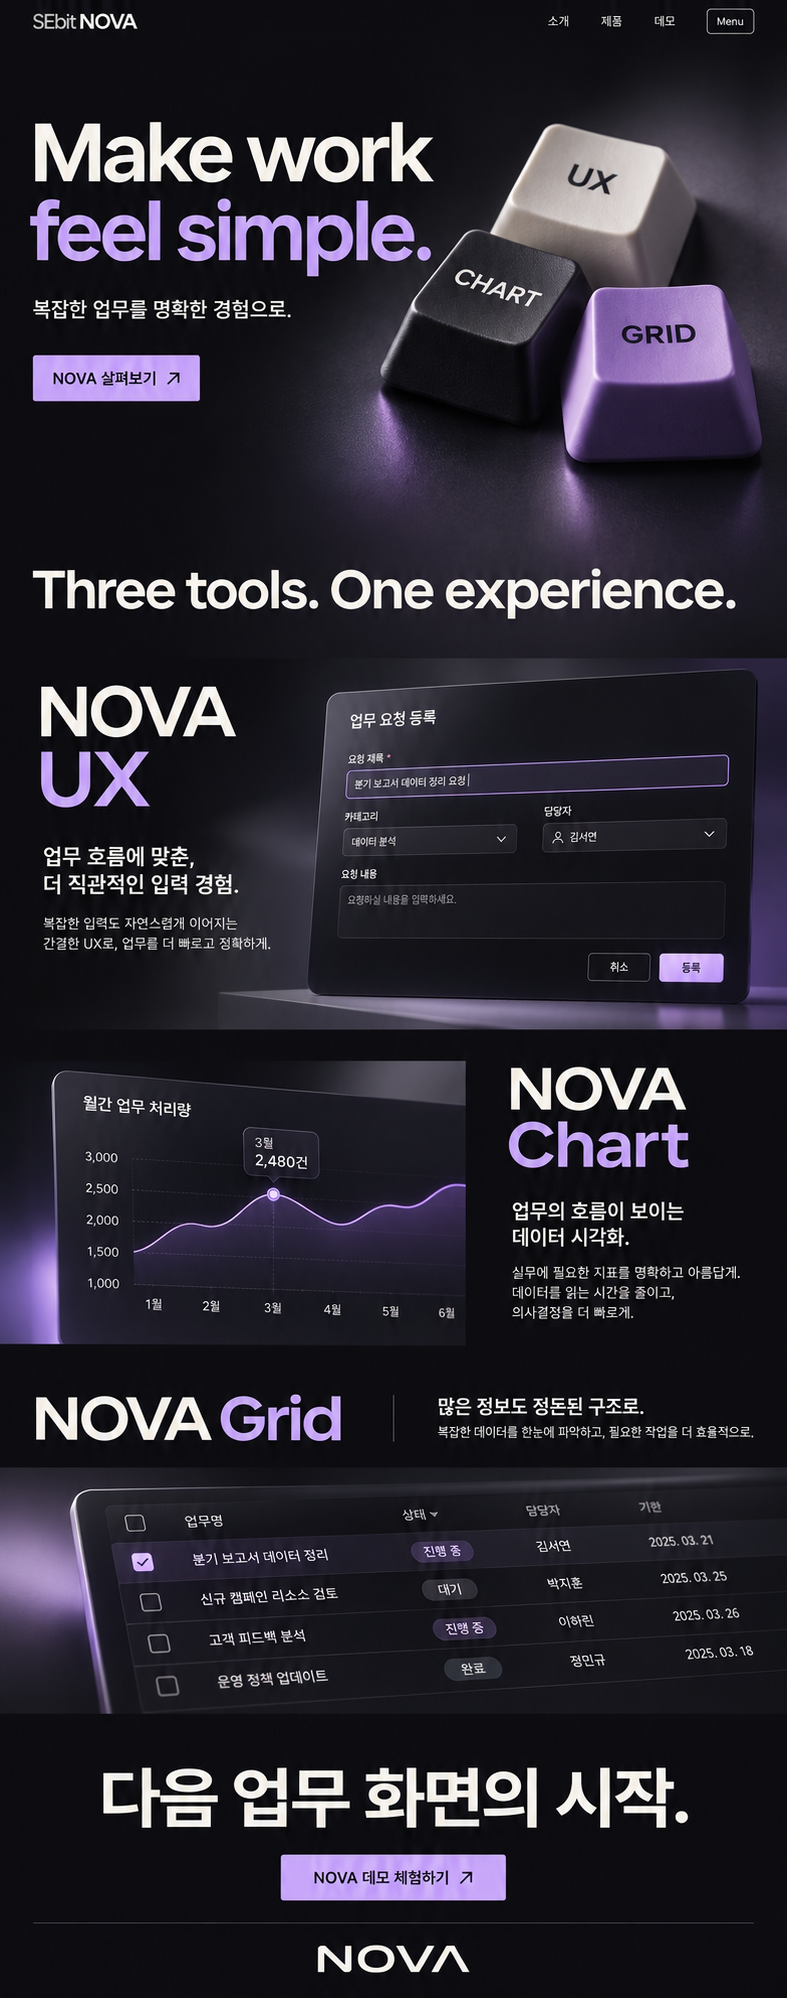 SEbit NOVA
소개
제품
데모
Menu
Make work
feel simple.
복잡한 업무를 명확한 경험으로.
NOVA 살펴보기
UX
CHART
GRID
Three tools. One experience.
NOVA
UX
업무 흐름에 맞춘,
더 직관적인 입력 경험.
복잡한 입력도 자연스럽게 이어지는
간결한 UX로, 업무를 더 빠르고 정확하게.
업무 요청 등록
요청 제목 *
분기 보고서 데이터 정리 요청
카테고리
담당자
데이터 분석
김서연
요청 내용
요청하실 내용을 입력하세요.
취소
등록
월간 업무 처리량
3월
2,480건
3,000
2,500
2,000
1,500
1,000
1월 2월 3월 4월 5월 6월
NOVA
Chart
업무의 흐름이 보이는
데이터 시각화.
실무에 필요한 지표를 명확하고 아름답게.
데이터를 읽는 시간을 줄이고,
의사결정을 더 빠르게.
NOVA Grid
많은 정보도 정돈된 구조로.
복잡한 데이터를 한눈에 파악하고, 필요한 작업을 더 효율적으로.
업무명 상태 담당자 기한
분기 보고서 데이터 정리 진행 중 김서연 2025. 03. 21
신규 캠페인 리소스 검토 대기 박지훈 2025. 03. 25
고객 피드백 분석 진행 중 이하린 2025. 03. 26
운영 정책 업데이트 완료 정민규 2025. 03. 18
다음 업무 화면의 시작.
NOVA 데모 체험하기
NOVA